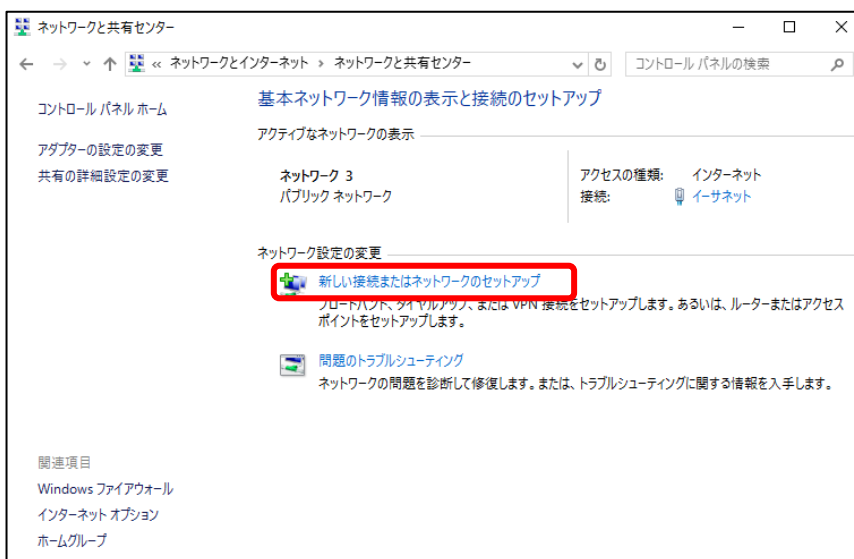 ネットワークと共有センター
« ネットワークとインターネット › ネットワークと共有センター
コントロール パネルの検索
コントロール パネル ホーム
アダプターの設定の変更
共有の詳細設定の変更
基本ネットワーク情報の表示と接続のセットアップ
アクティブなネットワークの表示
ネットワーク 3
パブリック ネットワーク
アクセスの種類: インターネット
接続: イーサネット
ネットワーク設定の変更
新しい接続またはネットワークのセットアップ
ブロードバンド、ダイヤルアップ、または VPN 接続をセットアップします。あるいは、ルーターまたはアクセス
ポイントをセットアップします。
問題のトラブルシューティング
ネットワークの問題を診断して修復します。または、トラブルシューティングに関する情報を入手します。
関連項目
Windows ファイアウォール
インターネット オプション
ホームグループ